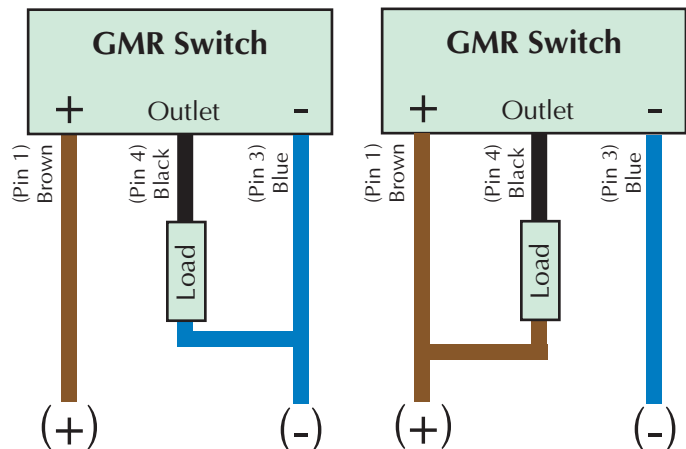 GMR Switch
+ Outlet -
(Pin 1)
Brown
(Pin 4)
Black
(Pin 3)
Blue
Load
(+) (-)
GMR Switch
+ Outlet -
(Pin 1)
Brown
(Pin 4)
Black
(Pin 3)
Blue
Load
(+) (-)